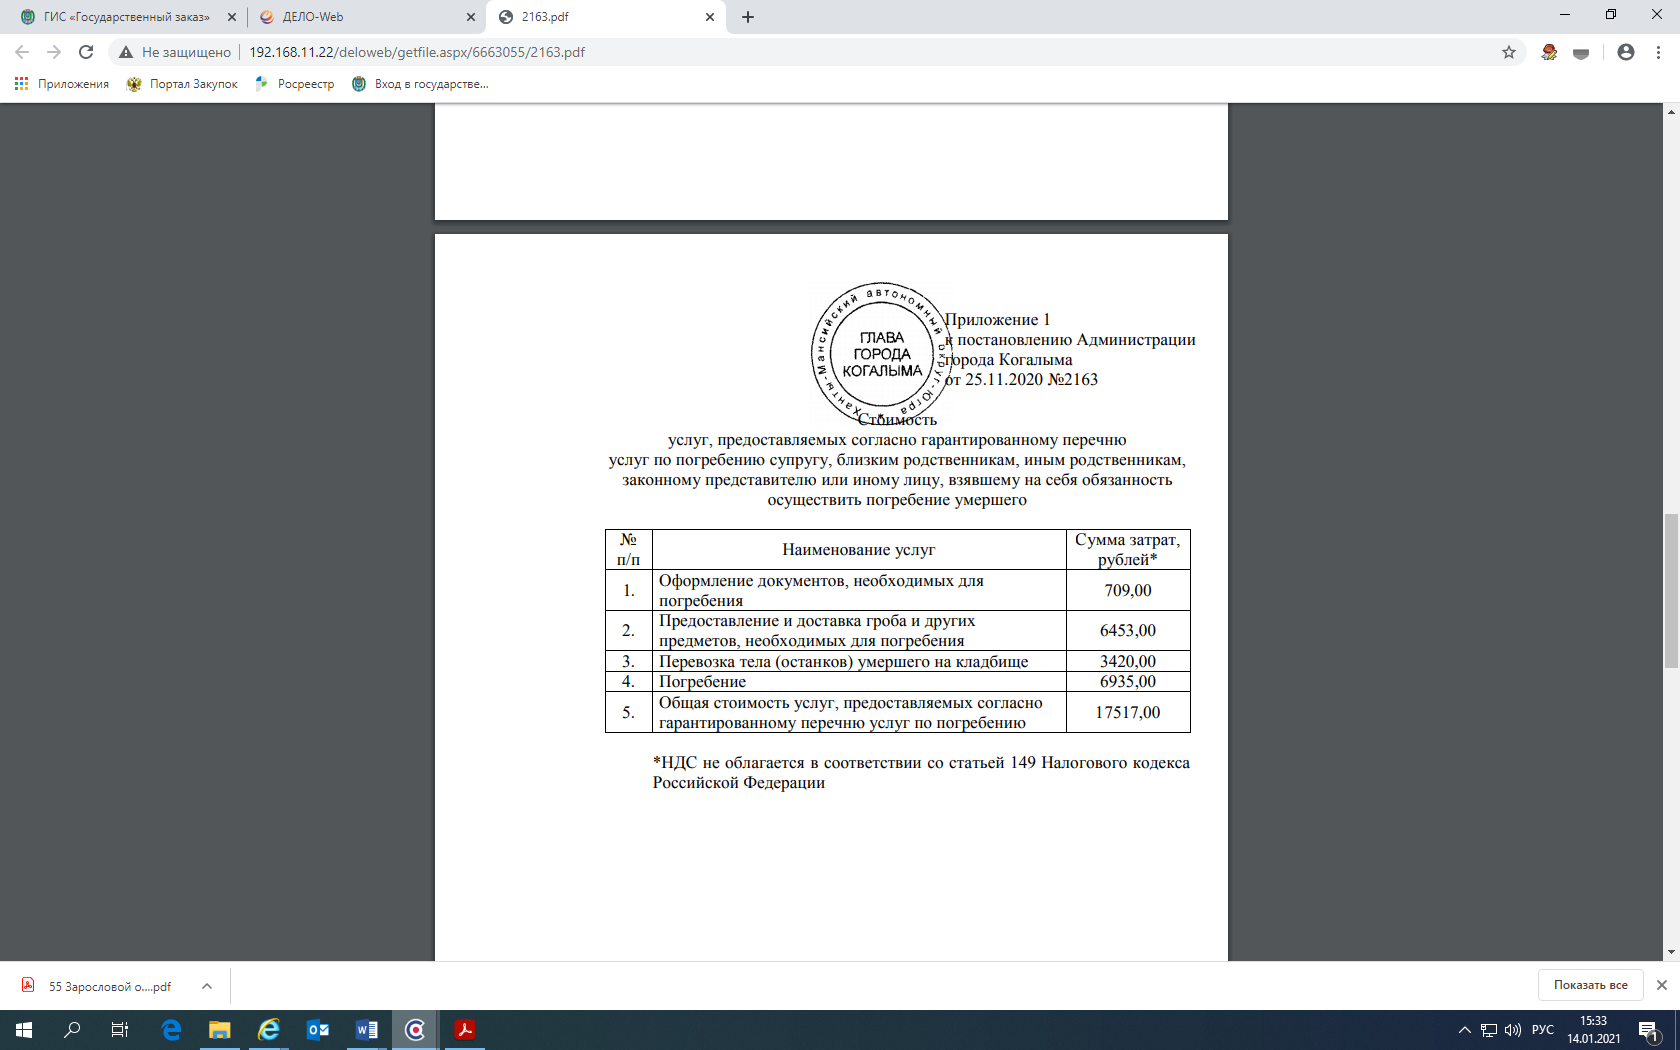 ГИС «Государственный заказ»
ДЕЛО-Web
2163.pdf
Не защищено
192.168.11.22/deloweb/getfile.aspx/6663055/2163.pdf
Приложения
Портал Закупок
Росреестр
Вход в государстве...
Ханты-Мансийский автономный округ-Югра
ГЛАВА
ГОРОДА
КОГАЛЫМА
Приложение 1
к постановлению Администрации
города Когалыма
от 25.11.2020 №2163
Стоимость
услуг, предоставляемых согласно гарантированному перечню
услуг по погребению супругу, близким родственникам, иным родственникам,
законному представителю или иному лицу, взявшему на себя обязанность
осуществить погребение умершего
№ п/п
Наименование услуг
Сумма затрат, рублей*
1.
Оформление документов, необходимых для
погребения
709,00
2.
Предоставление и доставка гроба и других
предметов, необходимых для погребения
6453,00
3.
Перевозка тела (останков) умершего на кладбище
3420,00
4.
Погребение
6935,00
5.
Общая стоимость услуг, предоставляемых согласно
гарантированному перечню услуг по погребению
17517,00
*НДС не облагается в соответствии со статьей 149 Налогового кодекса
Российской Федерации
55 Зарословой о....pdf
Показать все
РУС
15:33
14.01.2021
1